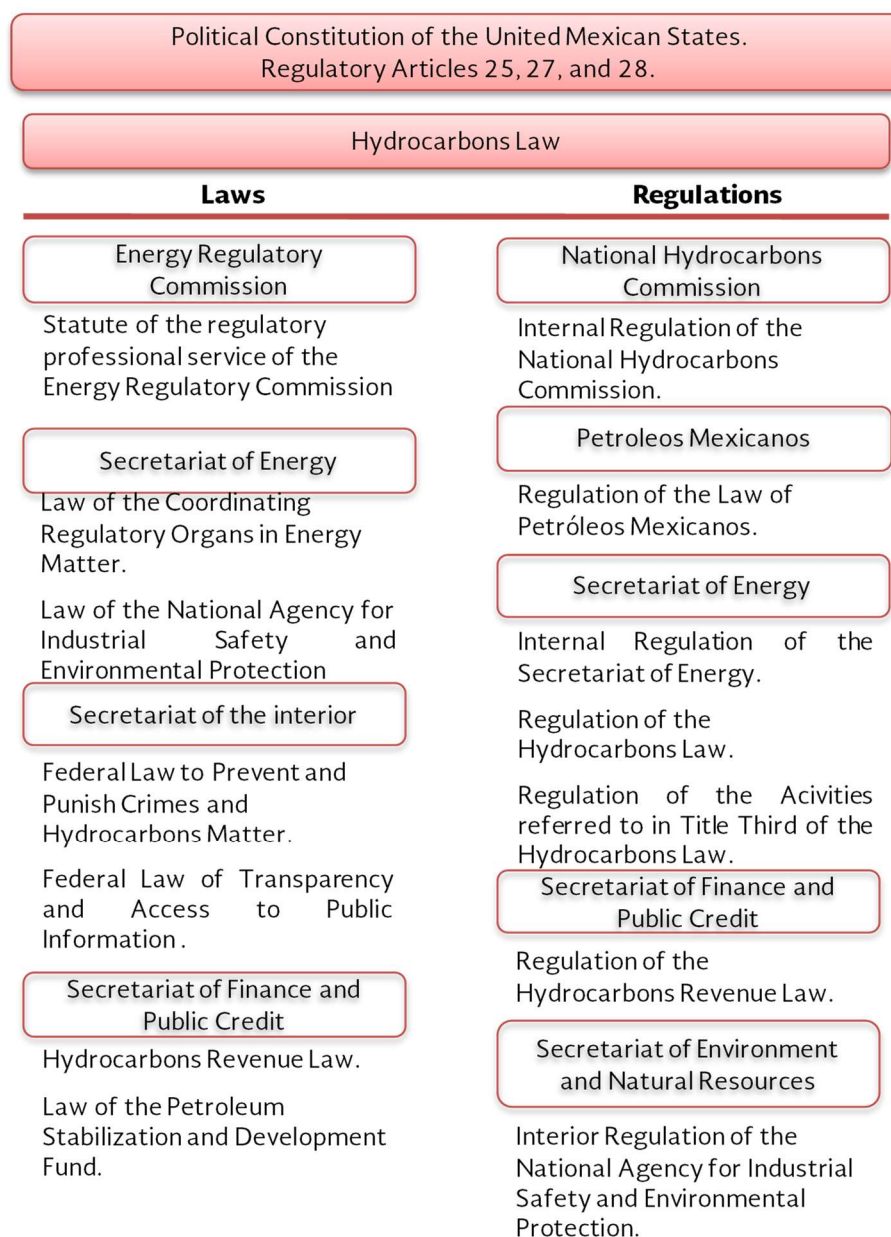 Political Constitution of the United Mexican States.
Regulatory Articles 25, 27, and 28.
Hydrocarbons Law
Laws
Energy Regulatory
Commission
Statute of the regulatory
professional service of the
Energy Regulatory Commission
Secretariat of Energy
Law of the Coordinating
Regulatory Organs in Energy
Matter.
Law of the National Agency for
Industrial Safety and
Environmental Protection
Secretariat of the interior
Federal Law to Prevent and
Punish Crimes and
Hydrocarbons Matter.
Federal Law of Transparency
and Access to Public
Information.
Secretariat of Finance and
Public Credit
Hydrocarbons Revenue Law.
Law of the Petroleum
Stabilization and Development
Fund.
Regulations
National Hydrocarbons
Commission
Internal Regulation of the
National Hydrocarbons
Commission.
Petroleos Mexicanos
Regulation of the Law of
Petróleos Mexicanos.
Secretariat of Energy
Internal Regulation of the
Secretariat of Energy.
Regulation of the
Hydrocarbons Law.
Regulation of the Acivities
referred to in Title Third of the
Hydrocarbons Law.
Secretariat of Finance and
Public Credit
Regulation of the
Hydrocarbons Revenue Law.
Secretariat of Environment
and Natural Resources
Interior Regulation of the
National Agency for Industrial
Safety and Environmental
Protection.